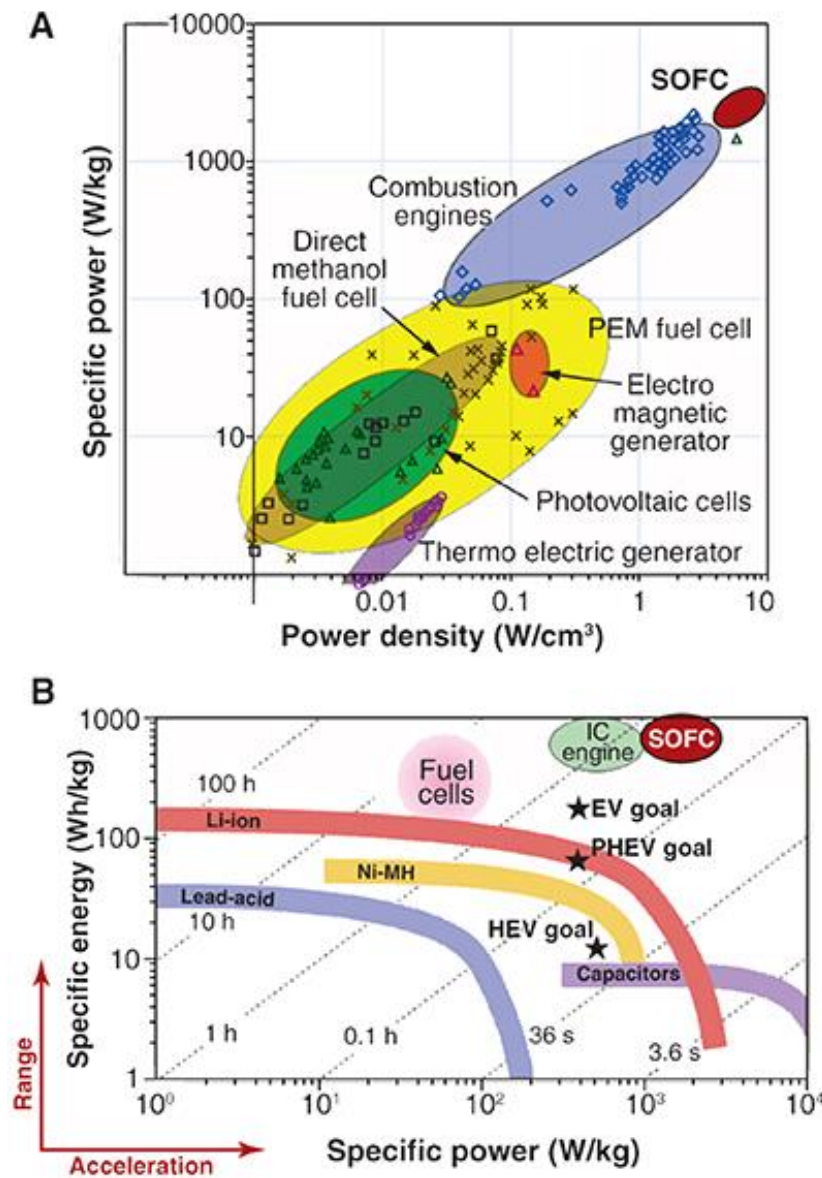 A
10000
SOFC
1000
Combustion
engines
Direct
methanol
fuel cell
100
PEM fuel cell
Electro
magnetic
generator
10
Photovoltaic cells
Thermo electric generator
0.01 0.1 1 10
Specific power (W/kg)
Power density (W/cm³)
B
1000
IC
engine
SOFC
Fuel
cells
100 h
EV goal
Li-ion
100
PHEV goal
Ni-MH
Lead-acid
10 h
HEV goal
10
Capacitors
1 h
0.1 h
36 s
3.6 s
1
10⁰ 10¹ 10² 10³ 10⁴
Specific energy (Wh/kg)
Specific power (W/kg)
Range
Acceleration